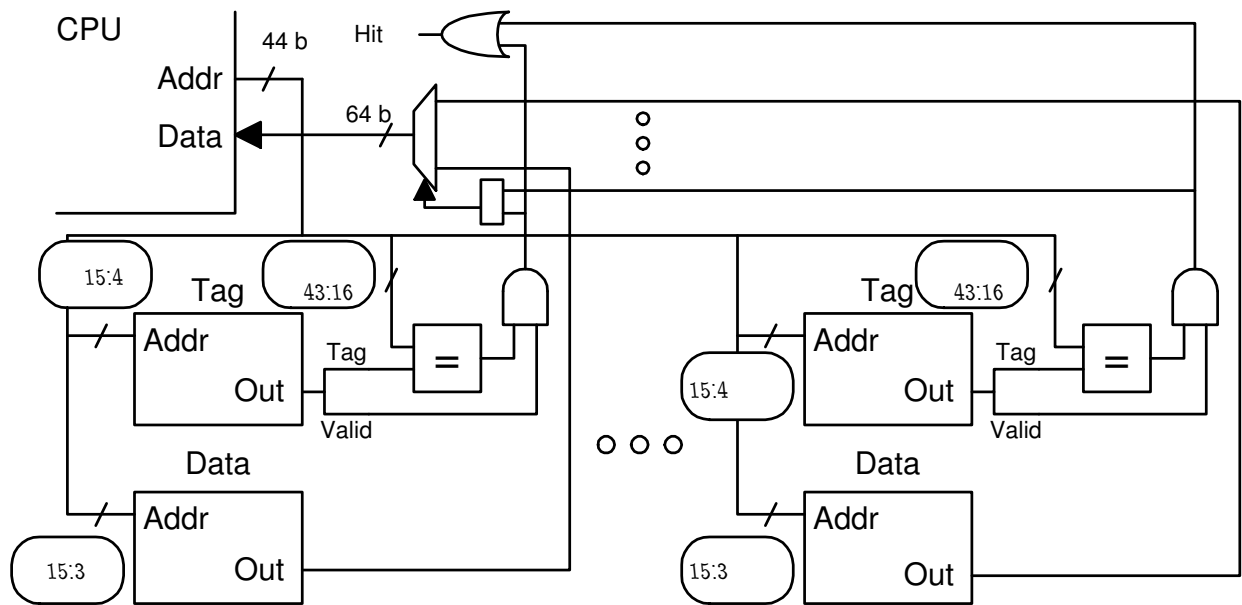 CPU
44 b
Hit
Addr
64 b
Data
15:4
Tag
43:16
Tag
43:16
Addr
Out
Tag
=
Valid
Addr
Out
15:4
Tag
=
Valid
Data
Addr
Out
15:3
Data
Addr
Out
15:3